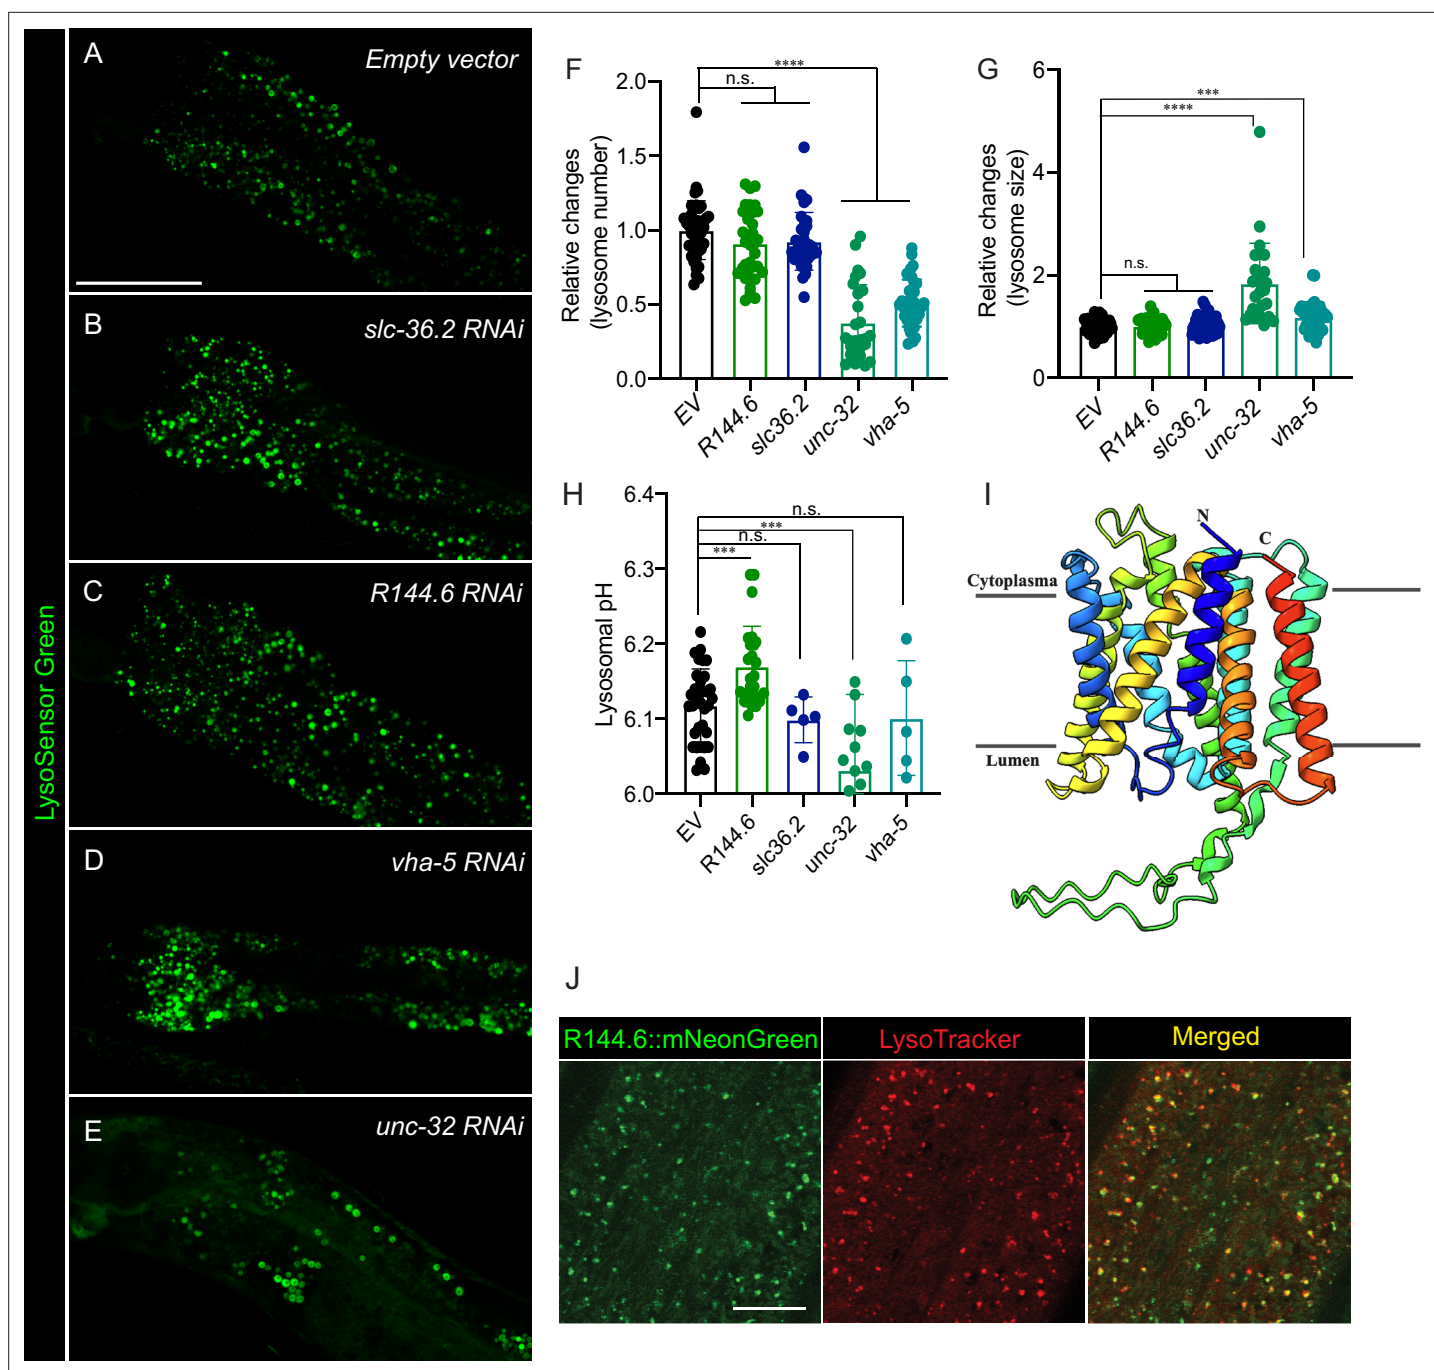 LysoSensor Green
A
Empty vector
B
slc-36.2 RNAi
C
R144.6 RNAi
D
vha-5 RNAi
E
unc-32 RNAi
F
Relative changes
(lysosome number)
2.0
1.5
1.0
0.5
0.0
****
n.s.
EV
R144.6
slc36.2
unc-32
vha-5
G
Relative changes
(lysosome size)
6
4
2
0
***
****
n.s.
EV
R144.6
slc36.2
unc-32
vha-5
H
Lysosomal pH
6.4
6.3
6.2
6.1
6.0
n.s.
***
n.s.
***
EV
R144.6
slc36.2
unc-32
vha-5
I
N
C
Cytoplasma
Lumen
J
R144.6::mNeonGreen
LysoTracker
Merged